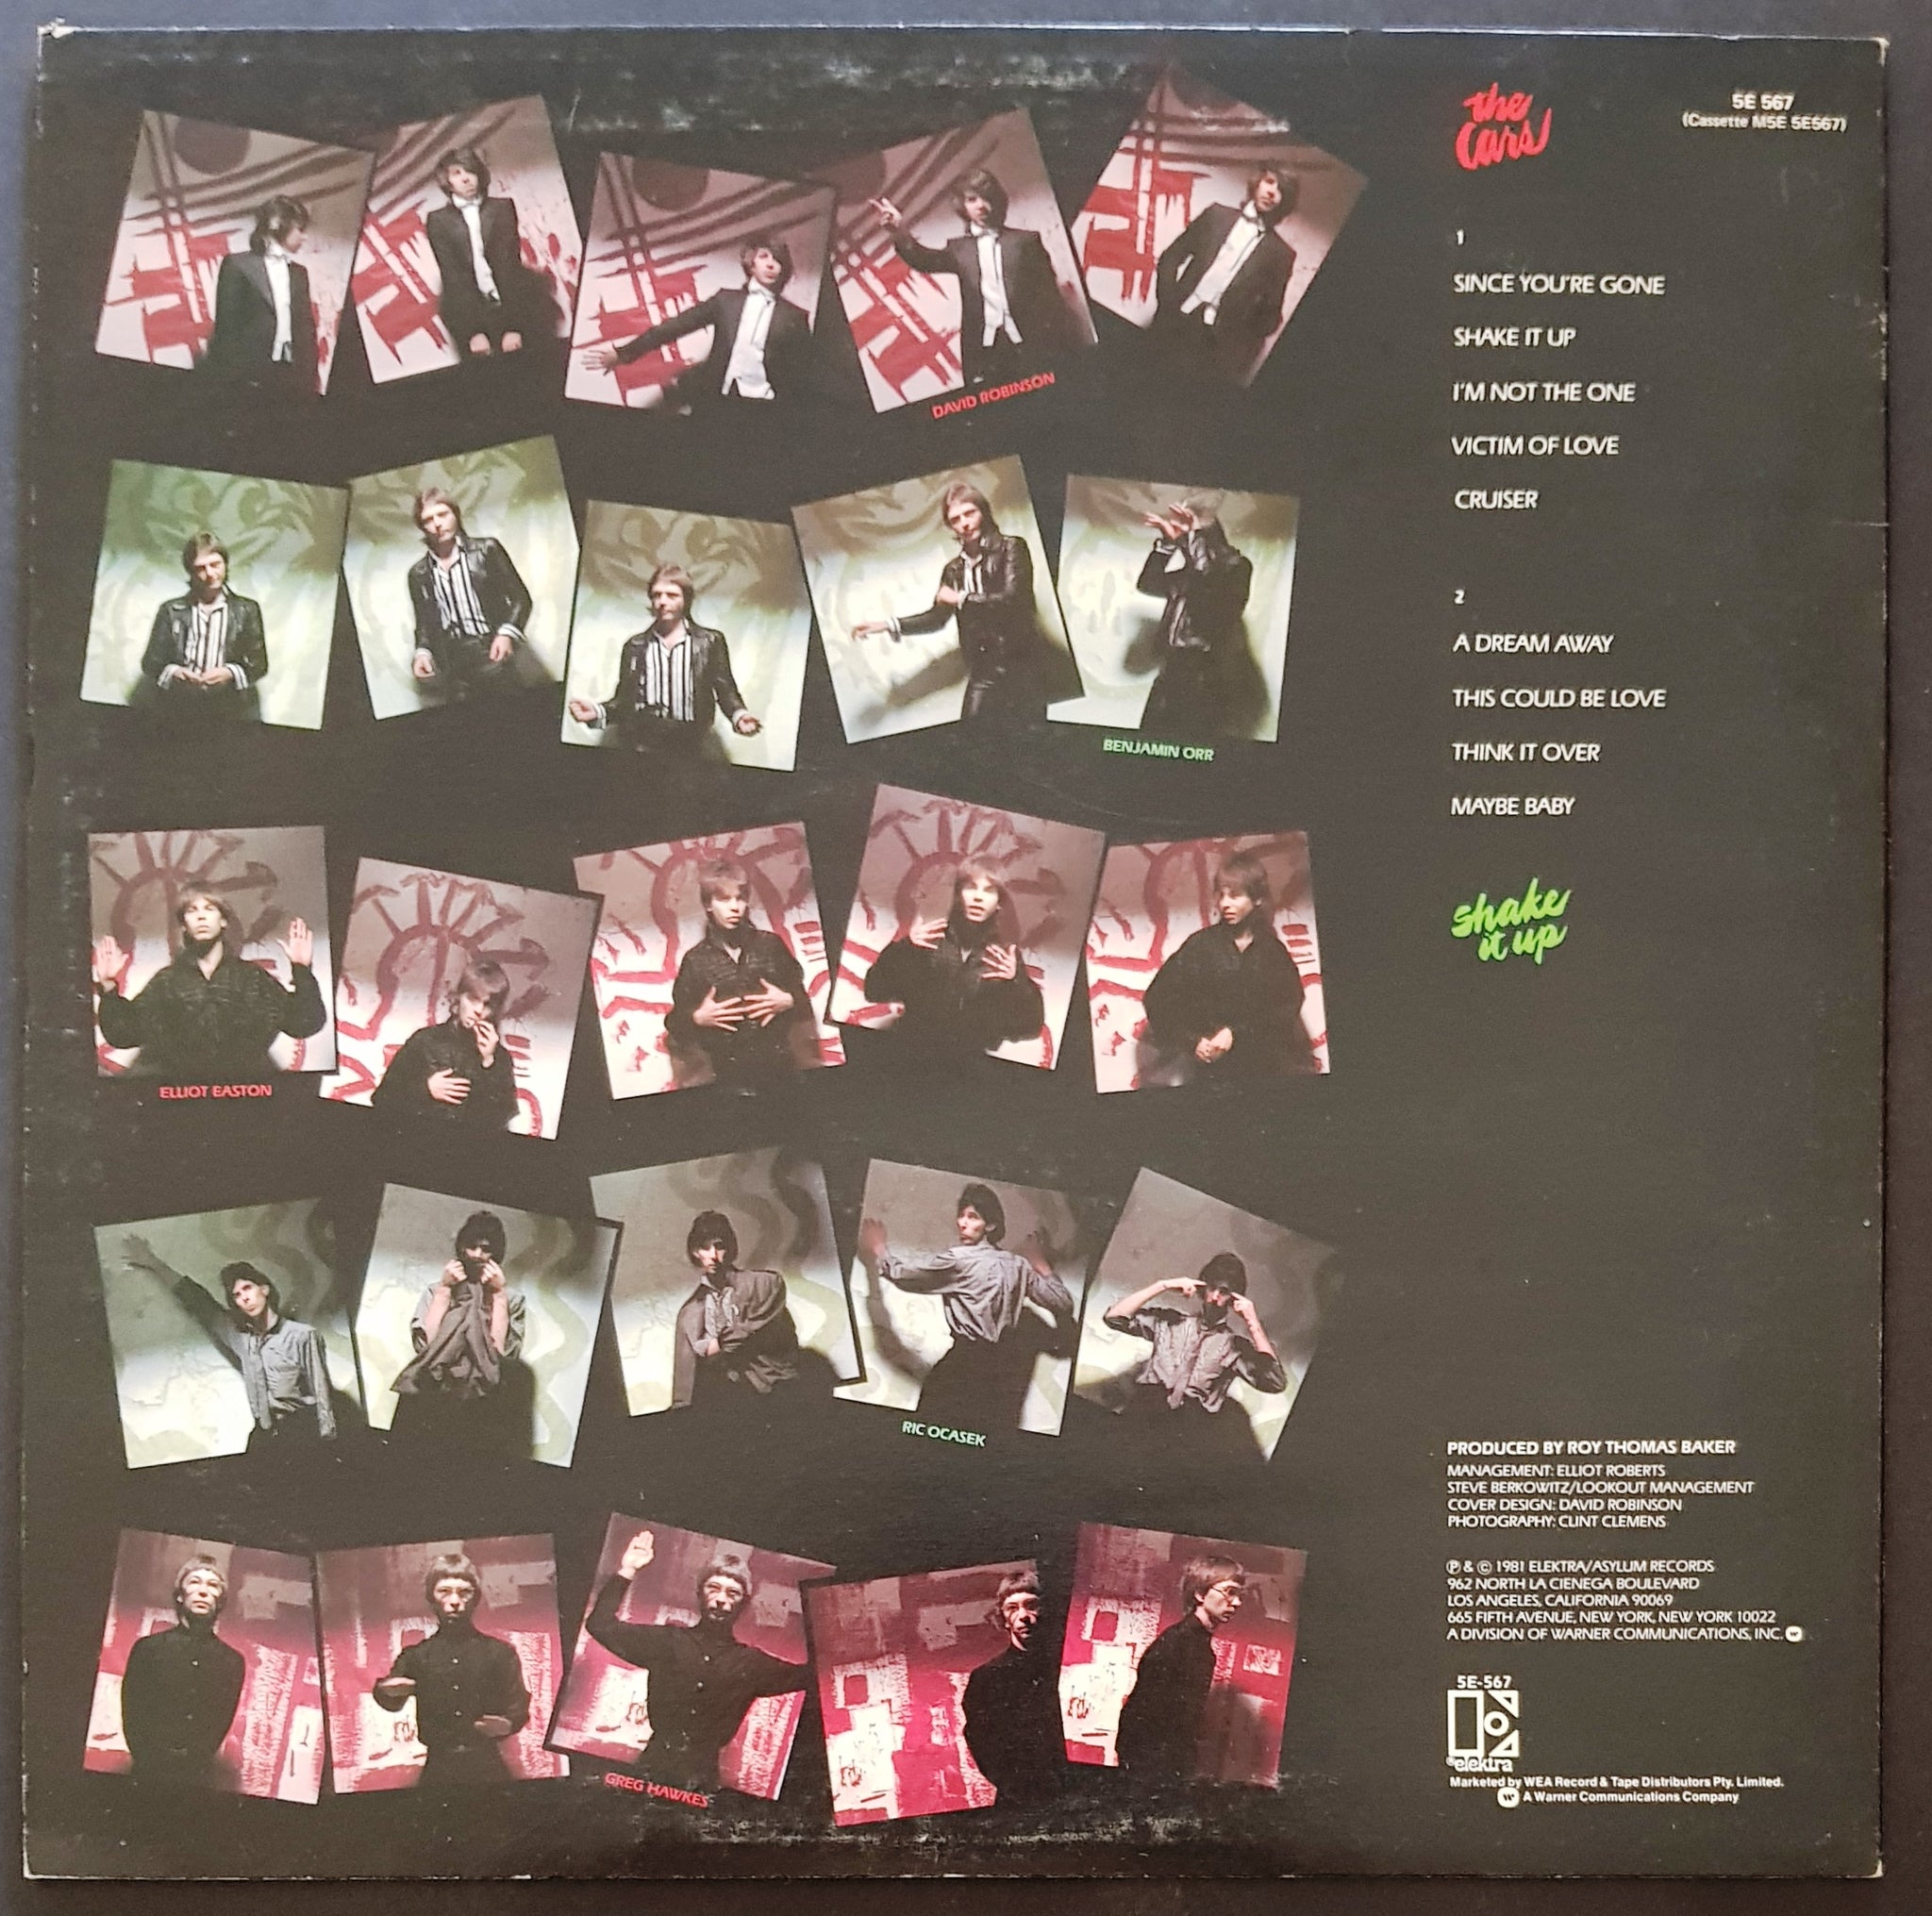 the
Cars
5E 567
(Cassette M5E 5E567)
1
SINCE YOU'RE GONE
SHAKE IT UP
I'M NOT THE ONE
VICTIM OF LOVE
CRUISER
2
A DREAM AWAY
THIS COULD BE LOVE
THINK IT OVER
MAYBE BABY
shake
it up
DAVID ROBINSON
BENJAMIN ORR
ELLIOT EASTON
RIC OCASEK
GREG HAWKES
PRODUCED BY ROY THOMAS BAKER
MANAGEMENT: ELLIOT ROBERTS
STEVE BERKOWITZ/LOOKOUT MANAGEMENT
COVER DESIGN: DAVID ROBINSON
PHOTOGRAPHY: CLINT CLEMENS
℗ & © 1981 ELEKTRA/ASYLUM RECORDS
962 NORTH LA CIENEGA BOULEVARD
LOS ANGELES, CALIFORNIA 90069
665 FIFTH AVENUE, NEW YORK, NEW YORK 10022
A DIVISION OF WARNER COMMUNICATIONS, INC.
5E-567
®elektra
Marketed by WEA Record & Tape Distributors Pty. Limited.
A Warner Communications Company